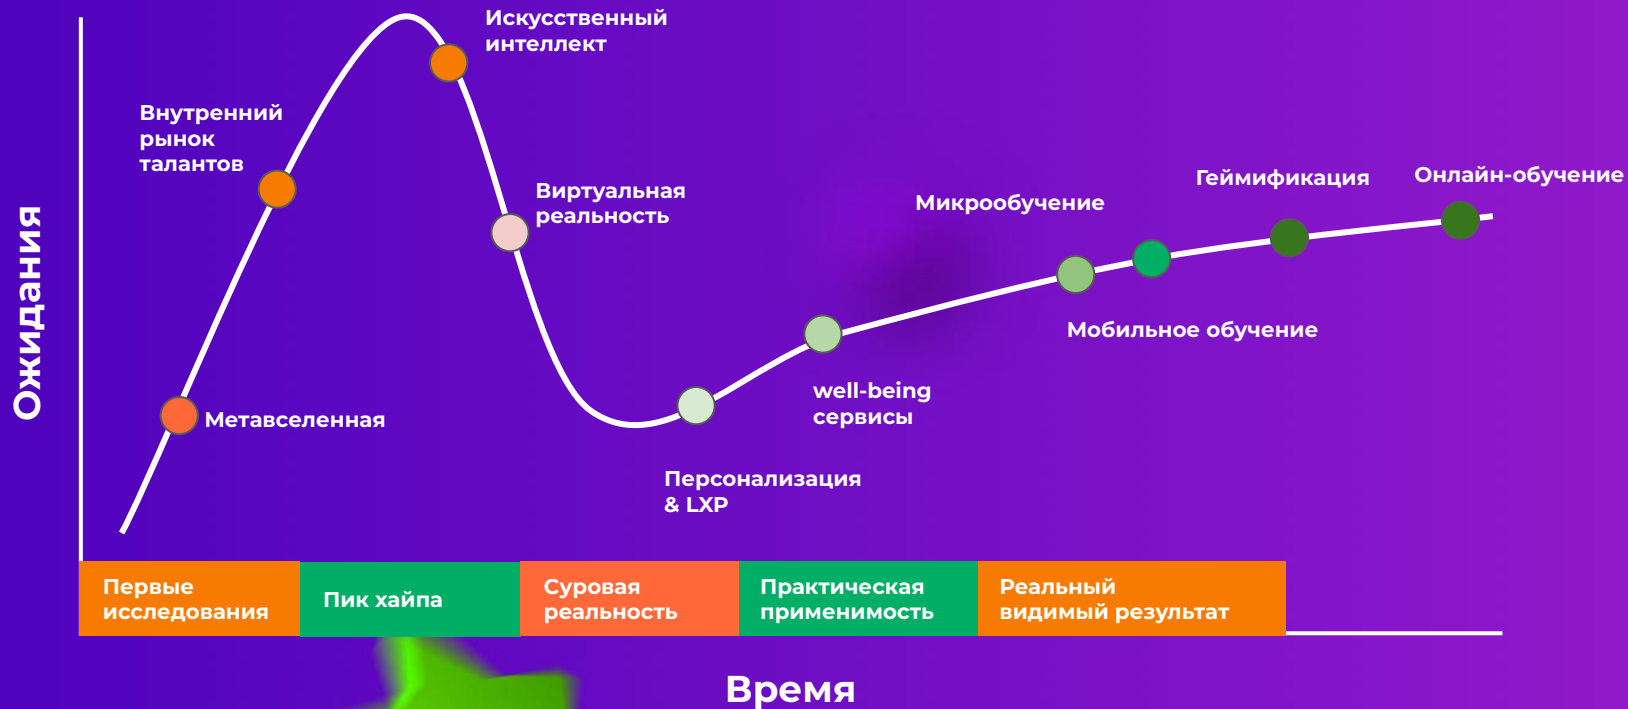 Искусственный
интеллект
Внутренний
рынок
талантов
Виртуальная
реальность
Геймификация
Онлайн-обучение
Микрообучение
Ожидания
Мобильное обучение
Метавселенная
well-being
сервисы
Персонализация
& LXP
Первые
исследования
Пик хайпа
Суровая
реальность
Практическая
применимость
Реальный
видимый результат
Время